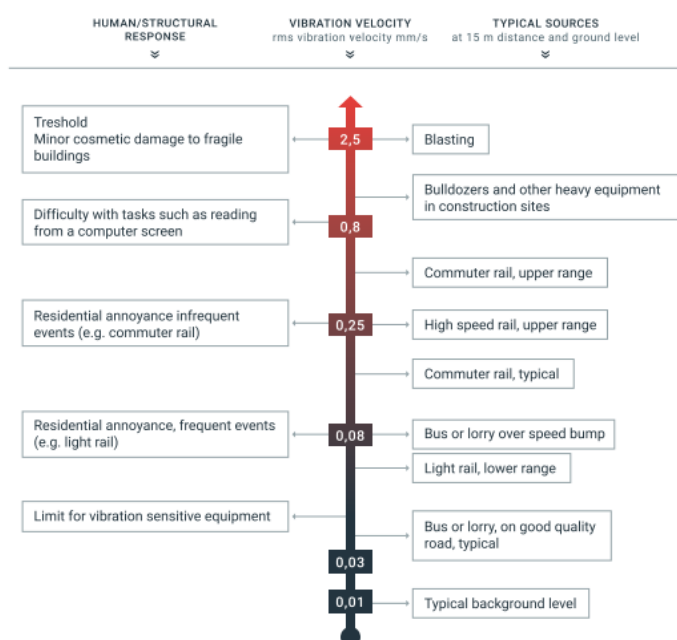 HUMAN/STRUCTURAL
RESPONSE
VIBRATION VELOCITY
rms vibration velocity mm/s
TYPICAL SOURCES
at 15 m distance and ground level
Treshold
Minor cosmetic damage to fragile
buildings
2,5
Blasting
Bulldozers and other heavy equipment
in construction sites
Difficulty with tasks such as reading
from a computer screen
0,8
Commuter rail, upper range
Residential annoyance infrequent
events (e.g. commuter rail)
0,25
High speed rail, upper range
Commuter rail, typical
Residential annoyance, frequent events
(e.g. light rail)
0,08
Bus or lorry over speed bump
Light rail, lower range
Limit for vibration sensitive equipment
Bus or lorry, on good quality
road, typical
0,03
0,01
Typical background level